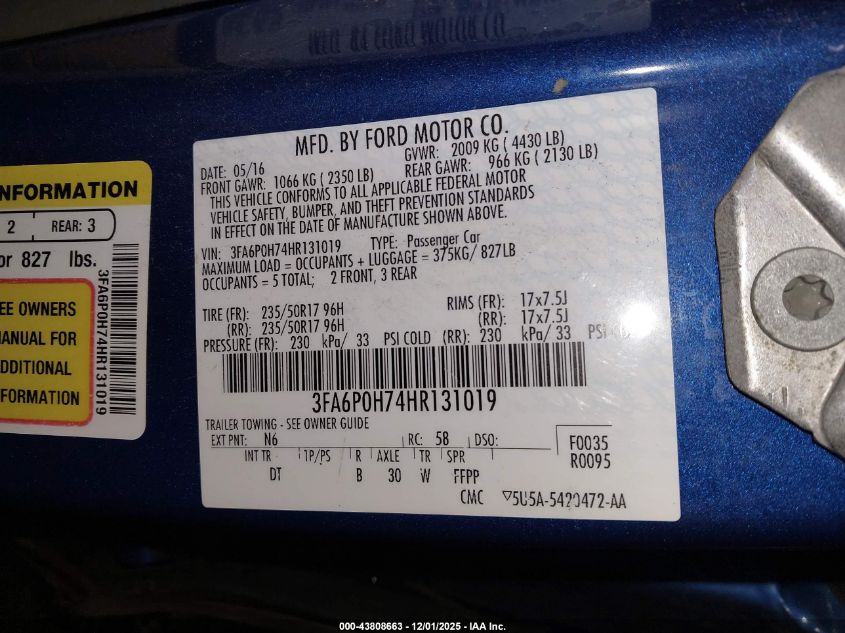 MFD. BY FORD MOTOR CO.
DATE: 05/16 GVWR: 2009 KG ( 4430 LB)
FRONT GAWR: 1066 KG ( 2350 LB) REAR GAWR: 966 KG ( 2130 LB)
THIS VEHICLE CONFORMS TO ALL APPLICABLE FEDERAL MOTOR
VEHICLE SAFETY, BUMPER, AND THEFT PREVENTION STANDARDS
IN EFFECT ON THE DATE OF MANUFACTURE SHOWN ABOVE.
VIN: 3FA6P0H74HR131019 TYPE: Passenger Car
MAXIMUM LOAD = OCCUPANTS + LUGGAGE = 375KG/ 827LB
OCCUPANTS = 5 TOTAL; 2 FRONT, 3 REAR
TIRE (FR): 235/50R17 96H RIMS (FR): 17x7.5J
(RR): 235/50R17 96H (RR): 17x7.5J
PRESSURE (FR): 230 kPa/ 33 PSI COLD (RR): 230 kPa/ 33 PSI COLD
3FA6P0H74HR131019
TRAILER TOWING - SEE OWNER GUIDE
EXT PNT: N6 RC: 58 DSO: F0035
R0095
INT TR TP/PS R AXLE TR SPR
DT B 30 W FFPP
CMC 5U5A-5420472-AA
NFORMATION
2 REAR: 3
or 827 lbs.
EE OWNERS
MANUAL FOR
DDITIONAL
FORMATION
3FA6P0H74HR131019
000-43808663 - 12/01/2025 - IAA Inc.